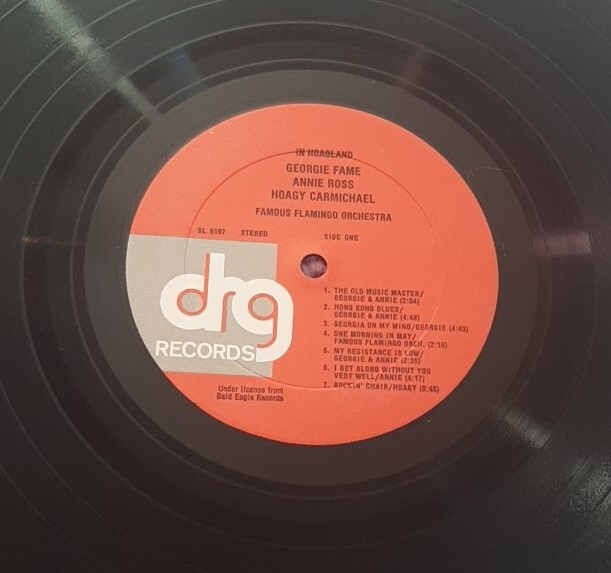 IN HOAGLAND
GEORGIE FAME
ANNIE ROSS
HOAGY CARMICHAEL
FAMOUS FLAMINGO ORCHESTRA
SL 5197 STEREO SIDE ONE
1. THE OLD MUSIC MASTER/
GEORGIE & ANNIE (2:54)
2. HONG KONG BLUES/
GEORGIE & ANNIE (4:48)
3. GEORGIA ON MY MIND/GEORGIE (4:43)
4. ONE MORNING IN MAY/
FAMOUS FLAMINGO ORCH. (2:16)
5. MY RESISTANCE IS LOW/
GEORGIE & ANNIE (2:35)
6. I GET ALONG WITHOUT YOU
VERY WELL/ANNIE (4:17)
7. ROCKIN' CHAIR/HOAGY (0:40)
drg
RECORDS
Under license from
Bald Eagle Records